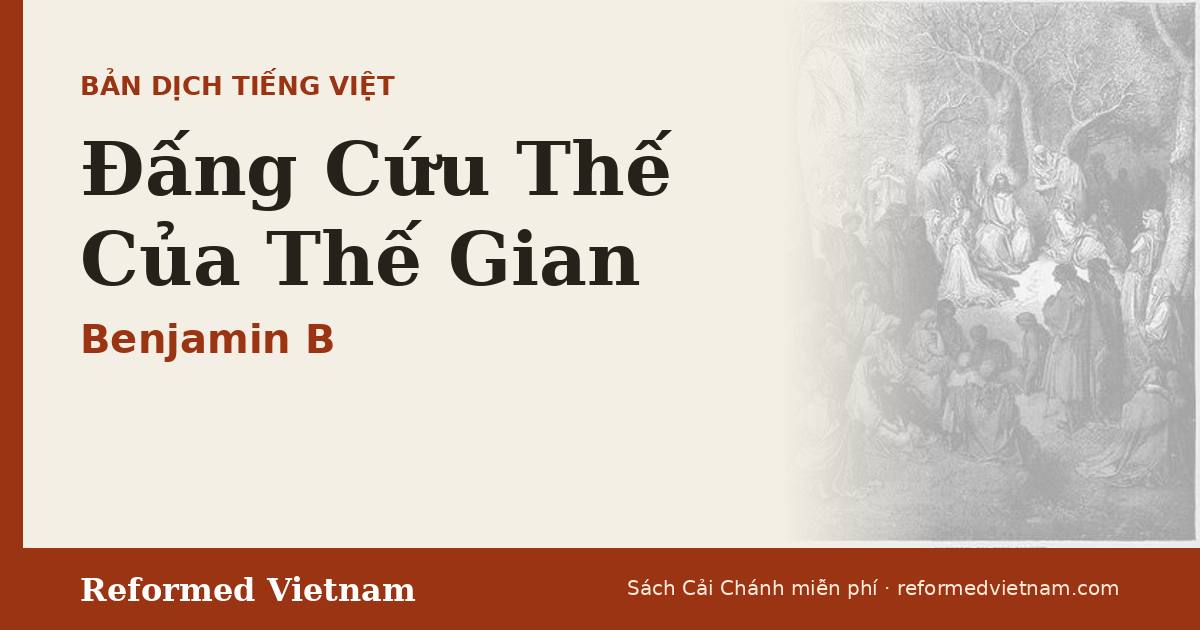 BẢN DỊCH TIẾNG VIỆT
Đấng Cứu Thế
Của Thế Gian
Benjamin B
Reformed Vietnam
Sách Cải Chánh miễn phí · reformedvietnam.com